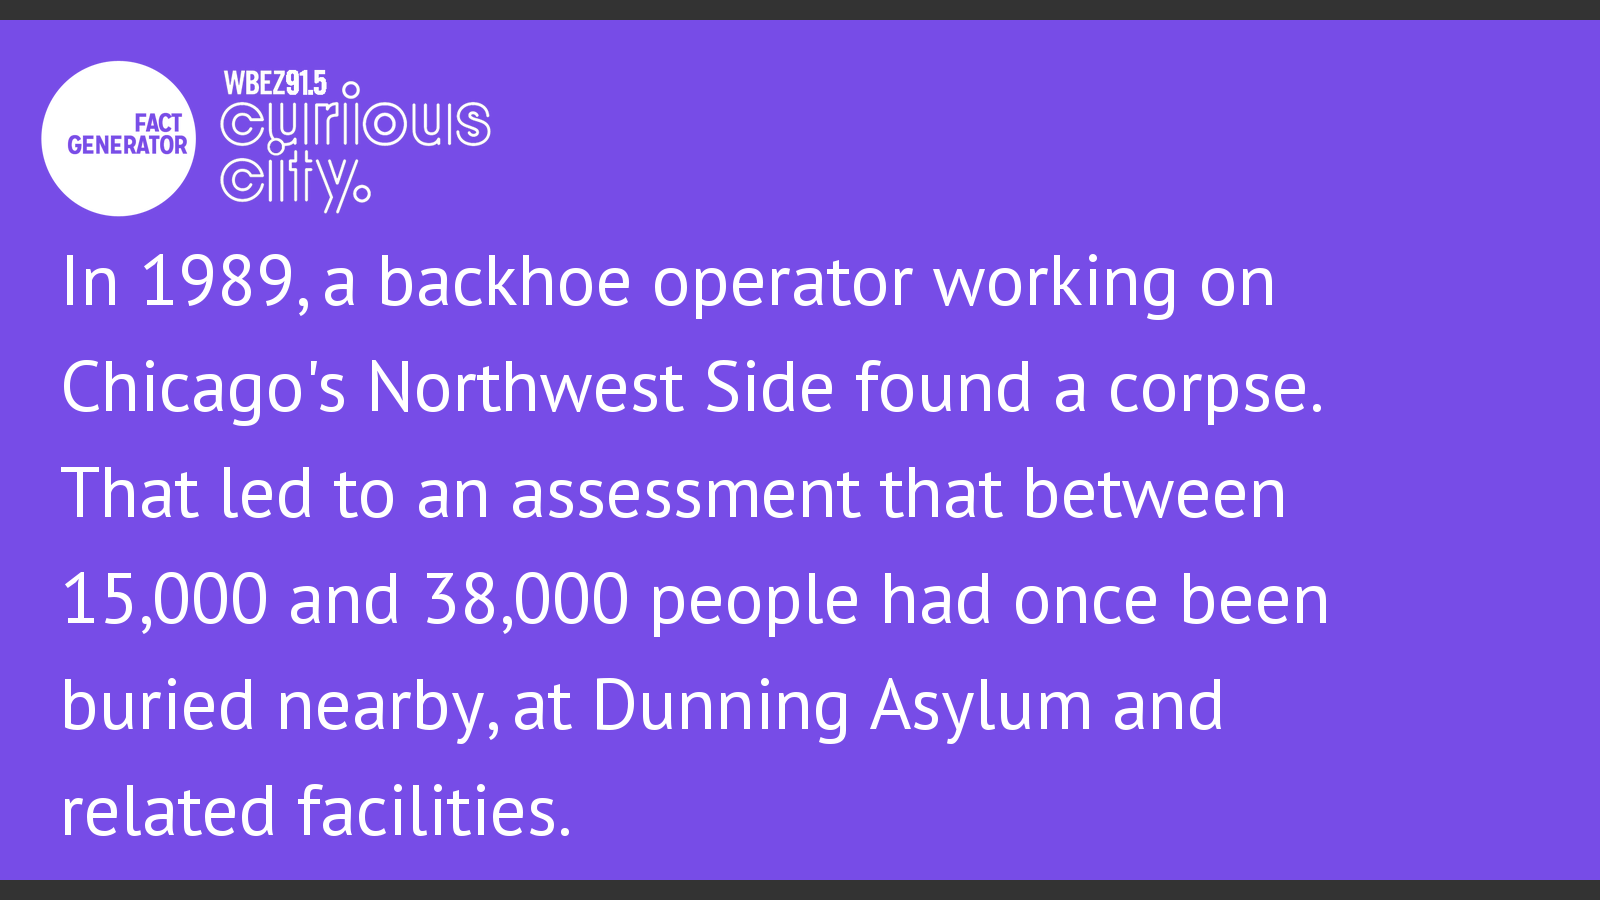 FACT
GENERATOR
WBEZ91.5
curious
city.
In 1989, a backhoe operator working on
Chicago's Northwest Side found a corpse.
That led to an assessment that between
15,000 and 38,000 people had once been
buried nearby, at Dunning Asylum and
related facilities.